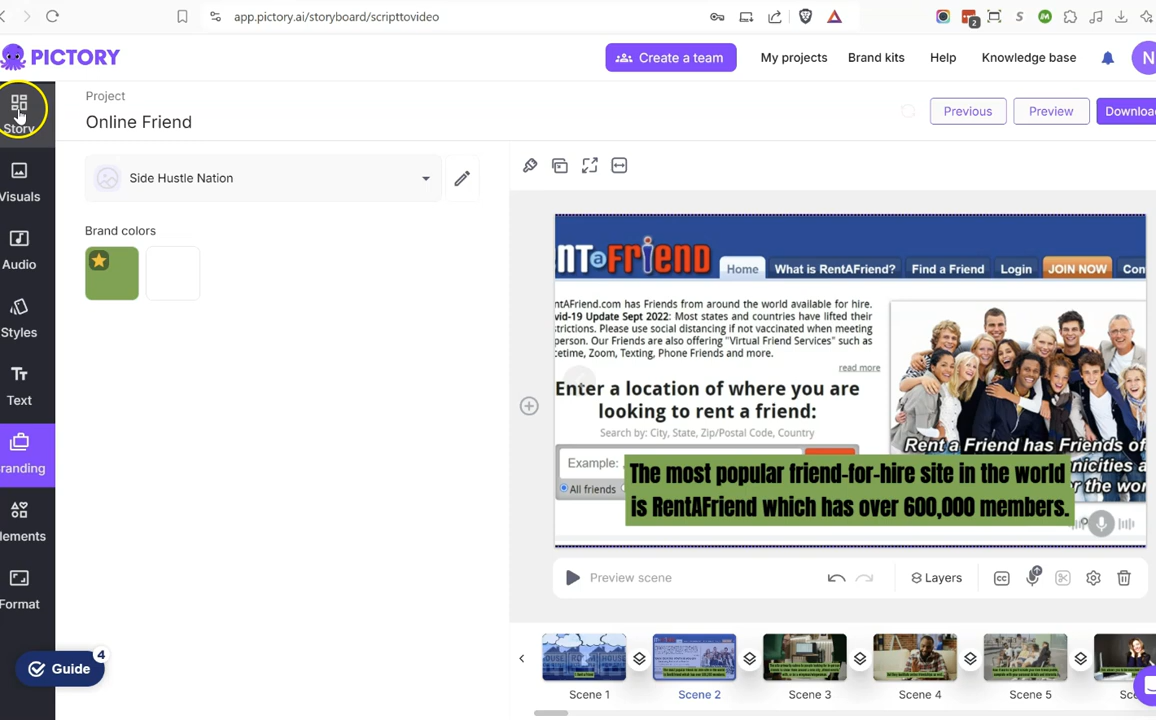 app.pictory.ai/storyboard/scripttovideo
2
PICTORY
Create a team
My projects
Brand kits
Help
Knowledge base
N
Story
Visuals
Audio
Styles
Text
randing
lements
Format
Guide
4
Project
Online Friend
Previous
Preview
Downloa
Side Hustle Nation
Brand colors
NT a FRIEND
Home
What is RentAFriend?
Find a Friend
Login
JOIN NOW
Con
ntAFriend.com has Friends from around the world available for hire.
vid-19 Update Sept 2022: Most states and countries have lifted their
strictions. Please use social distancing if not vaccinated when meeting
person. Our Friends are also offering "Virtual Friend Services" such as
cetime, Zoom, Texting, Phone Friends and more.
read more
Enter a location of where you are
looking to rent a friend:
Search by: City, State, Zip/Postal Code, Country
Example:
All friends
Rent a Friend has Friends of
nicities a
r the wor
The most popular friend-for-hire site in the world
is RentAFriend which has over 600,000 members.
Preview scene
Layers
CC
Scene 1
Scene 2
Scene 3
Scene 4
Scene 5
Sc